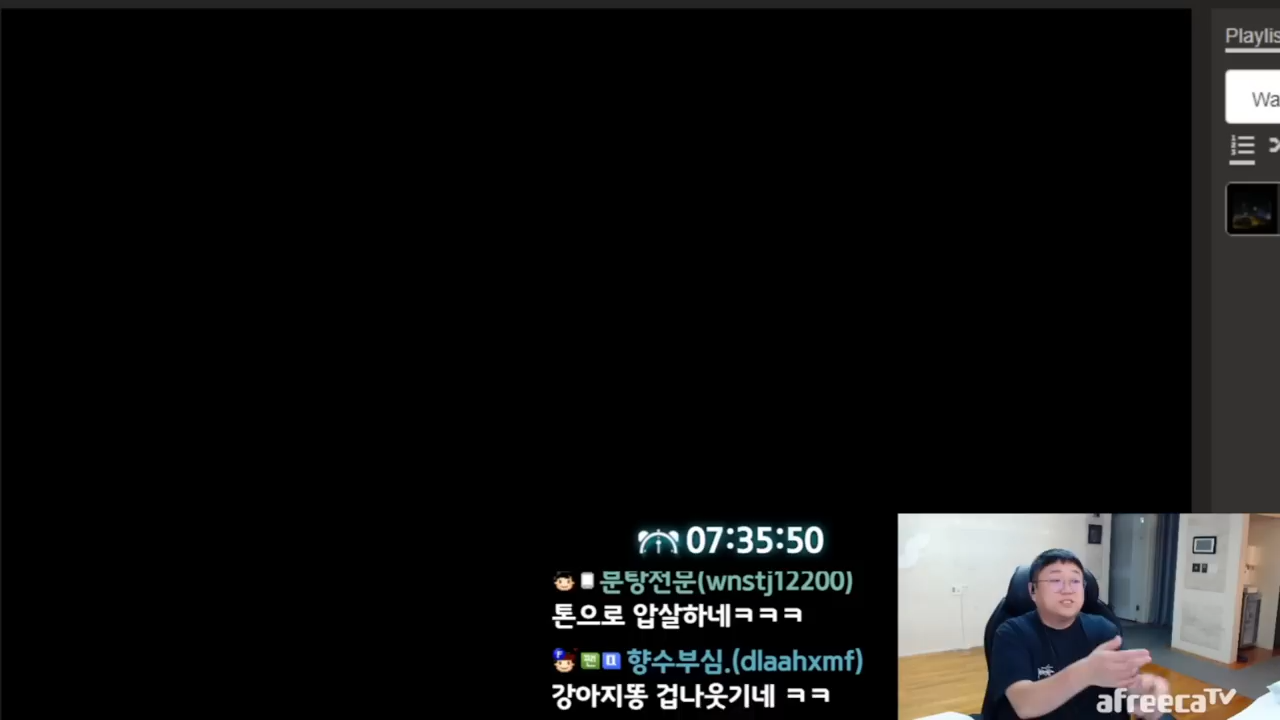 Playlis
Wa
07:35:50
문탕전문(wnstj12200)
톤으로 압살하네ㅋㅋㅋ
팬 향수부심.(dlaahxmf)
강아지똥 겁나웃기네 ㅋㅋ
afreecaTV